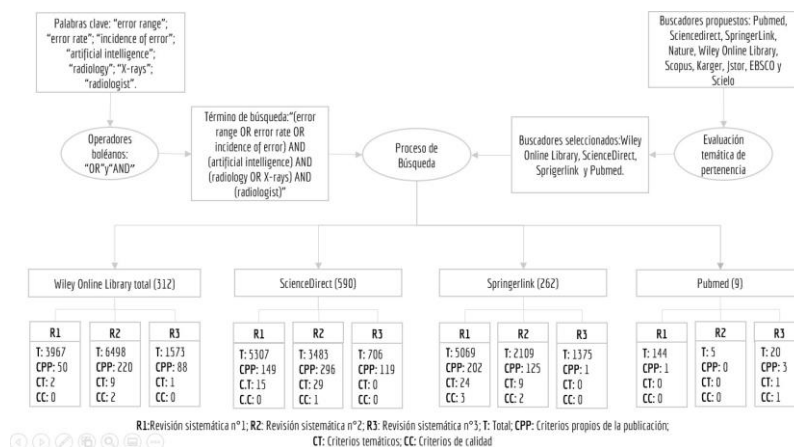 Palabras clave: "error range";
"error rate"; "incidence of error";
"artificial intelligence";
"radiology"; "X-rays";
"radiologist".
Buscadores propuestos: Pubmed,
Sciencedirect, SpringerLink,
Nature, Wiley Online Library,
Scopus, Karger, Jstor, EBSCO y
Scielo
Operadores
boléanos:
"OR"y"AND"
Término de búsqueda:"(error
range OR error rate OR
incidence of error) AND
(artificial intelligence) AND
(radiology OR X-rays) AND
(radiologist)"
Proceso de
Búsqueda
Buscadores seleccionados:Wiley
Online Library, ScienceDirect,
Sprigerlink y Pubmed.
Evaluación
temática de
pertenencia
Wiley Online Library total (312)
R1
T: 3967
CPP: 50
CT: 2
CC: 0
R2
T: 6498
CPP: 220
CT: 9
CC: 2
R3
T: 1573
CPP: 88
CT: 1
CC: 0
ScienceDirect (590)
R1
T: 5307
CPP: 149
C.T: 15
C.C: 0
R2
T: 3483
CPP: 296
CT: 29
CC: 1
R3
T: 706
CPP: 119
CT: 0
CC: 0
Springerlink (262)
R1
T: 5069
CPP: 202
CT: 24
CC: 3
R2
T: 2109
CPP: 125
CT: 9
CC: 2
R3
T: 1375
CPP: 1
CT: 0
CC: 0
Pubmed (9)
R1
T: 144
CPP: 1
CT: 0
CC: 0
R2
T: 5
CPP: 0
CT: 0
CC: 0
R3
T: 20
CPP: 3
CT: 1
CC: 1
R1:Revisión sistemática n°1; R2: Revisión sistemática n°2; R3: Revisión sistemática n°3; T: Total; CPP: Criterios propios de la publicación;
CT: Criterios temáticos; CC: Criterios de calidad